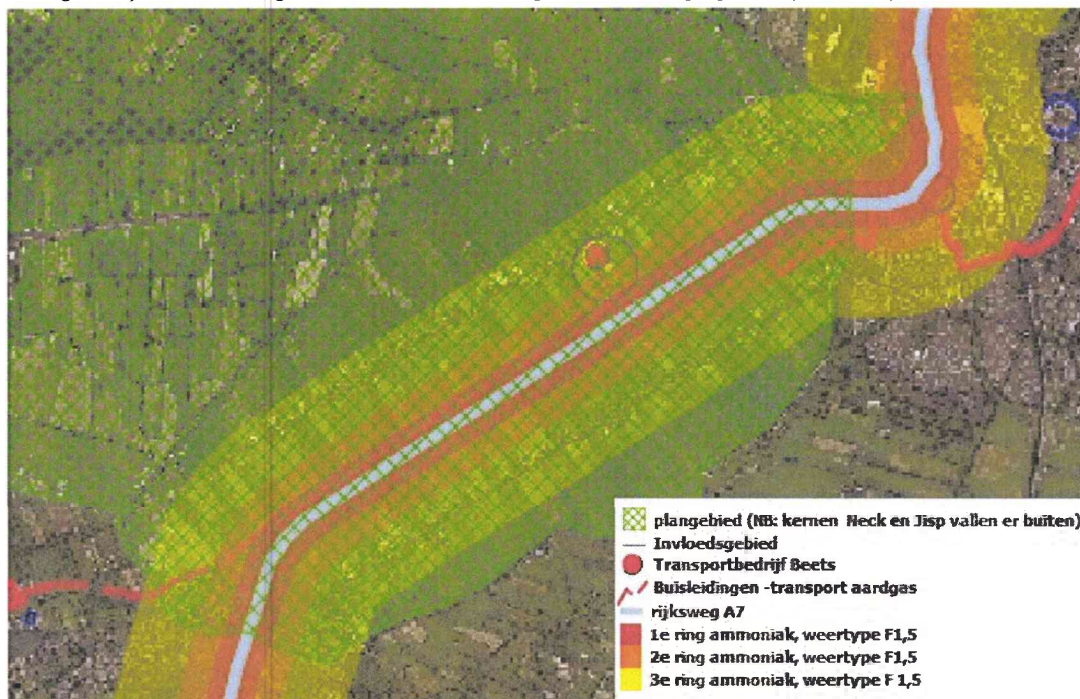 plangebied (NB: kernen Neck en Jisp vallen er buiten)
Invloedsgebied
Transportbedrijf Beets
Buisleidingen -transport aardgas
rijksweg A7
1e ring ammoniak, weertype F1,5
2e ring ammoniak, weertype F1,5
3e ring ammoniak, weertype F 1,5